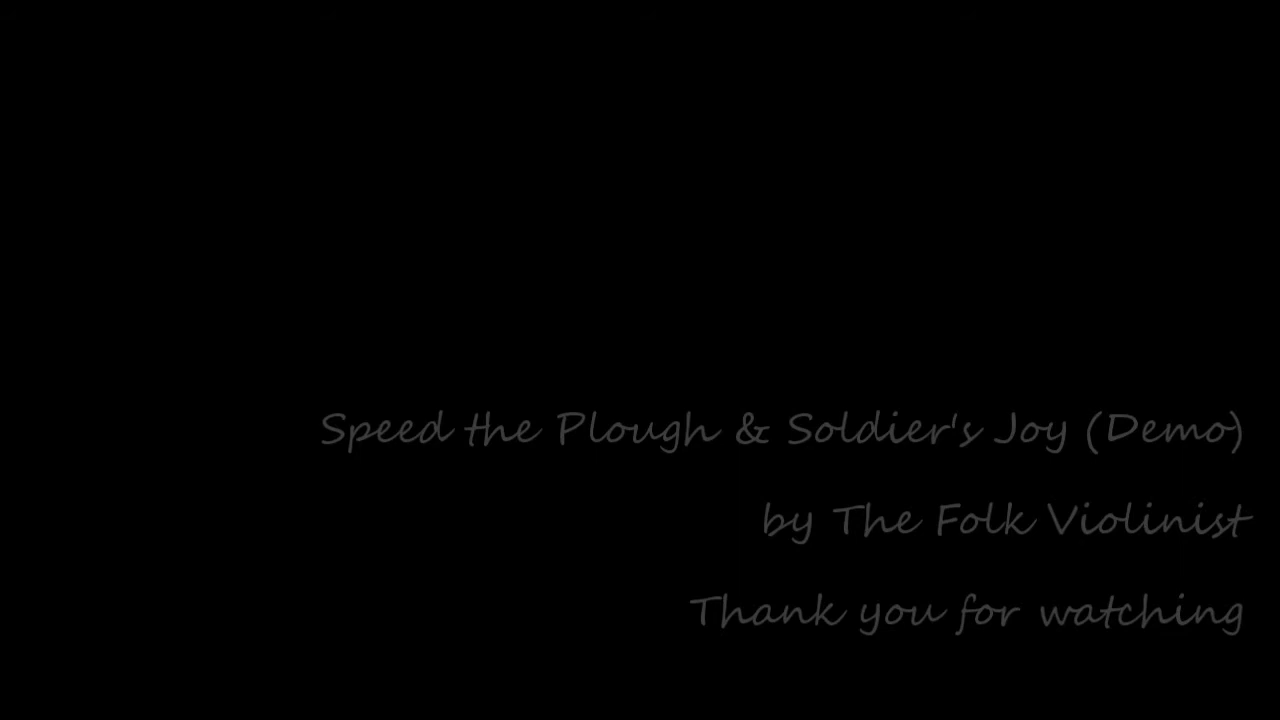 Speed the Plough & Soldier's Joy (Demo)
by The Folk Violinist
Thank you for watching